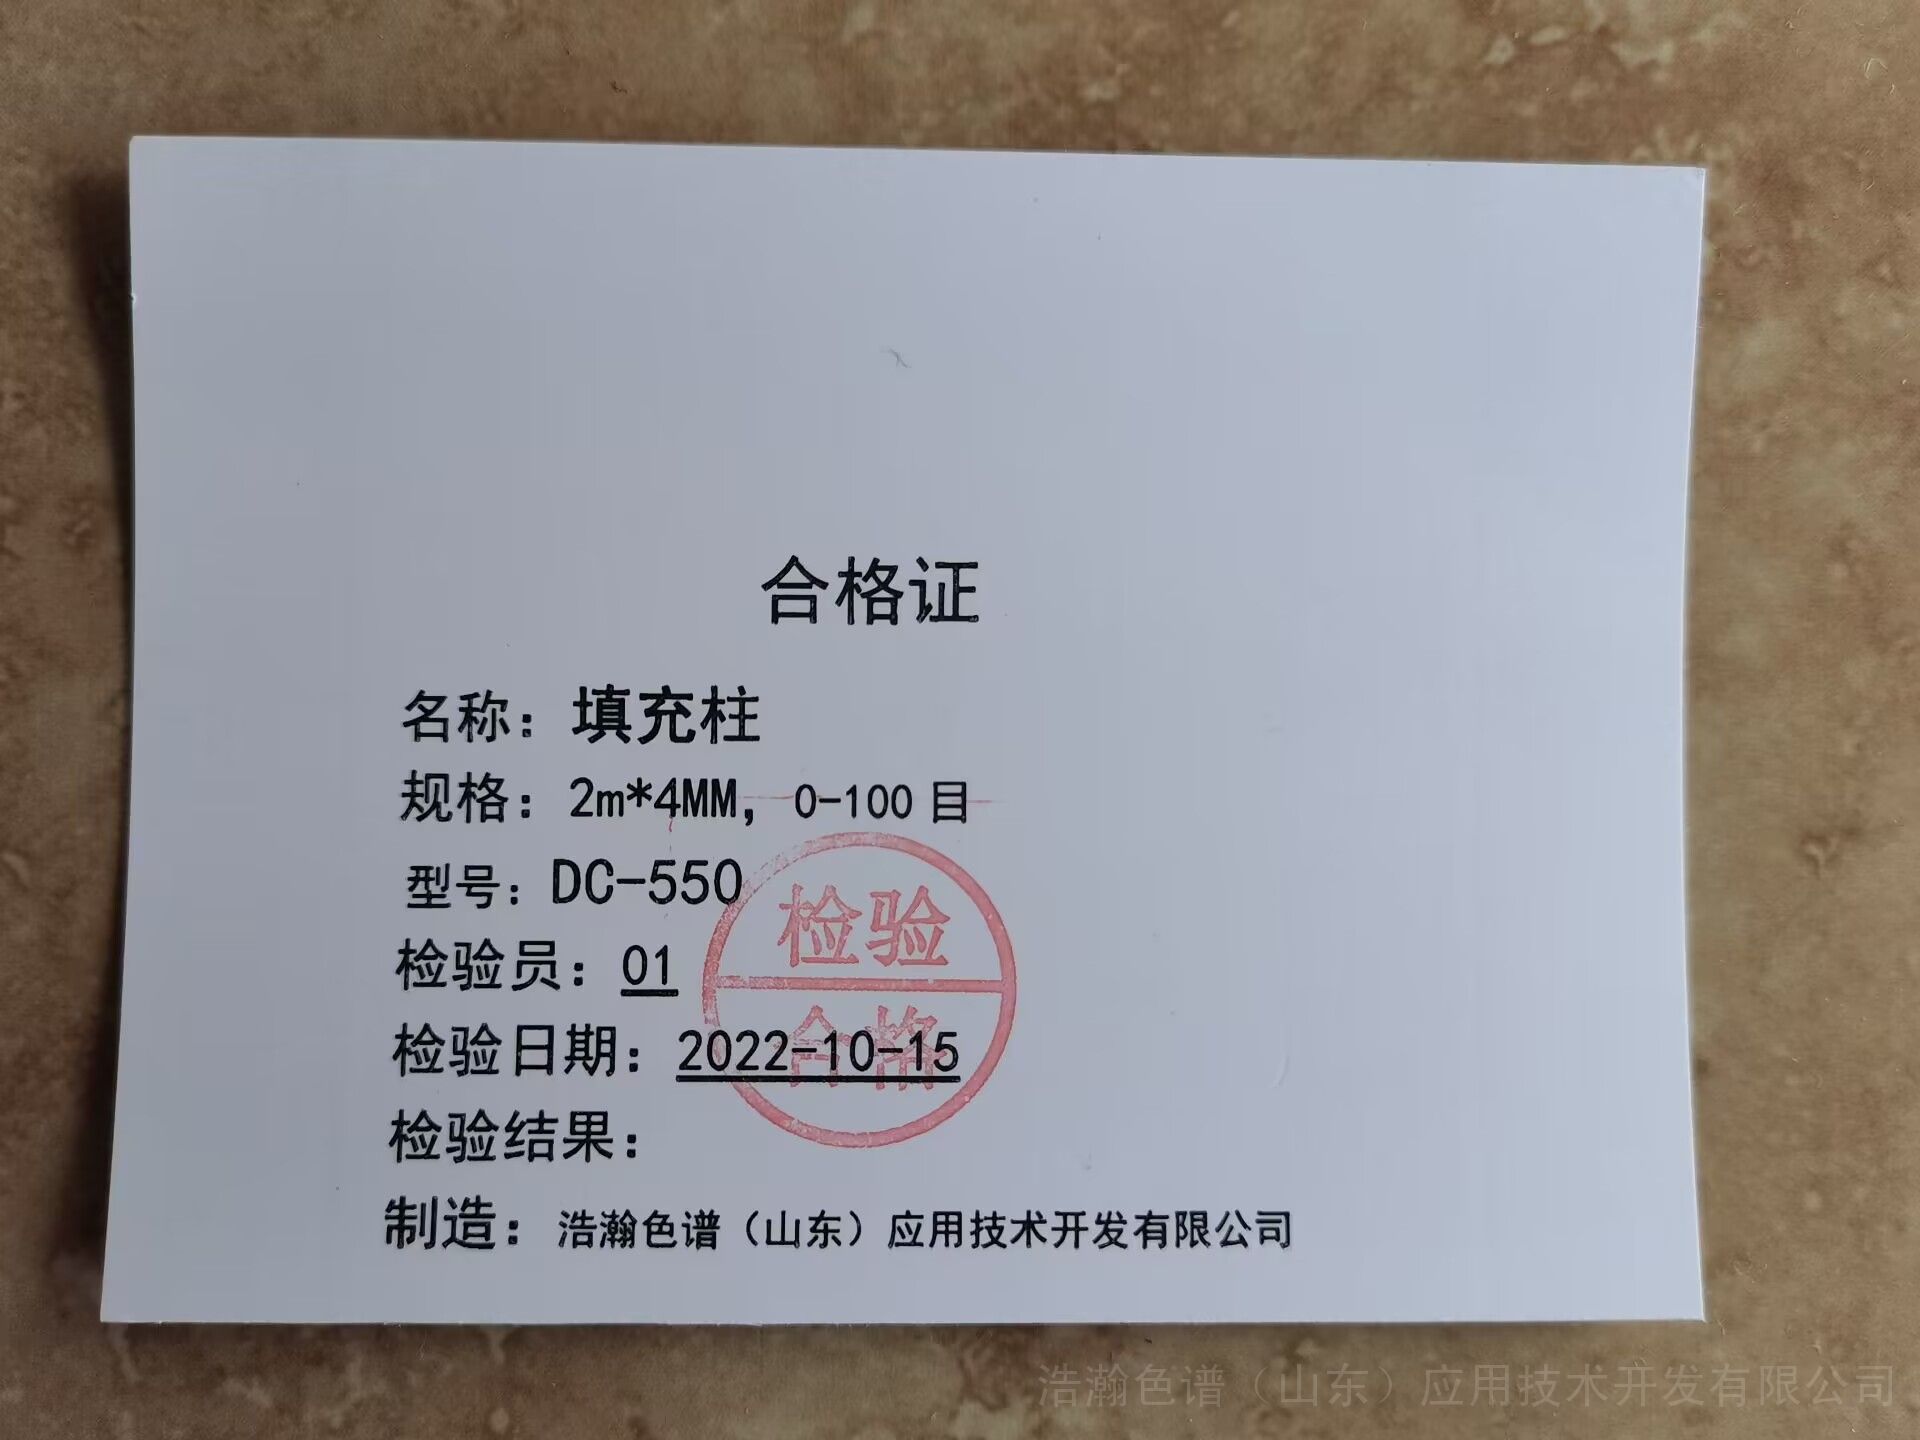 合格证
名称：填充柱
规格：2m*4MM，0-100 目
型号：DC-550
检验员：01
检验日期：2022-10-15
检验结果：
制造：浩瀚色谱（山东）应用技术开发有限公司
检验
合格
浩瀚色谱（山东）应用技术开发有限公司